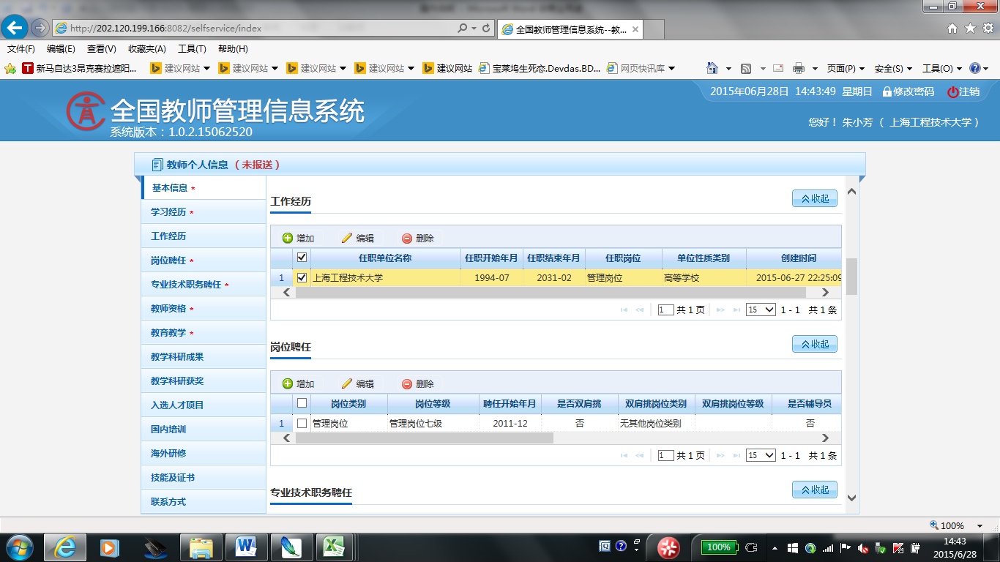 http://202.120.199.166:8082/selfservice/index
全国教师管理信息系统--教...
文件(F) 编辑(E) 查看(V) 收藏夹(A) 工具(T) 帮助(H)
新马自达3昂克赛拉遮阳... 建议网站 建议网站 建议网站 建议网站 建议网站 宝莱坞生死恋.Devdas.BD... 网页快讯库 页面(P) 安全(S) 工具(O)
2015年06月28日 14:43:49 星期日 修改密码 注销
全国教师管理信息系统
系统版本：1.0.2.15062520
您好！ 朱小芳 （ 上海工程技术大学 ）
教师个人信息 （ 未报送 ）
基本信息 *
学习经历 *
工作经历
岗位聘任 *
专业技术职务聘任 *
教师资格 *
教育教学 *
教学科研成果
教学科研获奖
入选人才项目
国内培训
海外研修
技能及证书
联系方式
工作经历 收起
增加 编辑 删除
任职单位名称 任职开始年月 任职结束年月 任职岗位 单位性质类别 创建时间
1 上海工程技术大学 1994-07 2031-02 管理岗位 高等学校 2015-06-27 22:25:09
1 共 1 页 15 1 - 1 共 1 条
岗位聘任 收起
增加 编辑 删除
岗位类别 岗位等级 聘任开始年月 是否双肩挑 双肩挑岗位类别 双肩挑岗位等级 是否辅导员
1 管理岗位 管理岗位七级 2011-12 否 无其他岗位类别 否
1 共 1 页 15 1 - 1 共 1 条
专业技术职务聘任 收起
100%
100%
14:43
2015/6/28